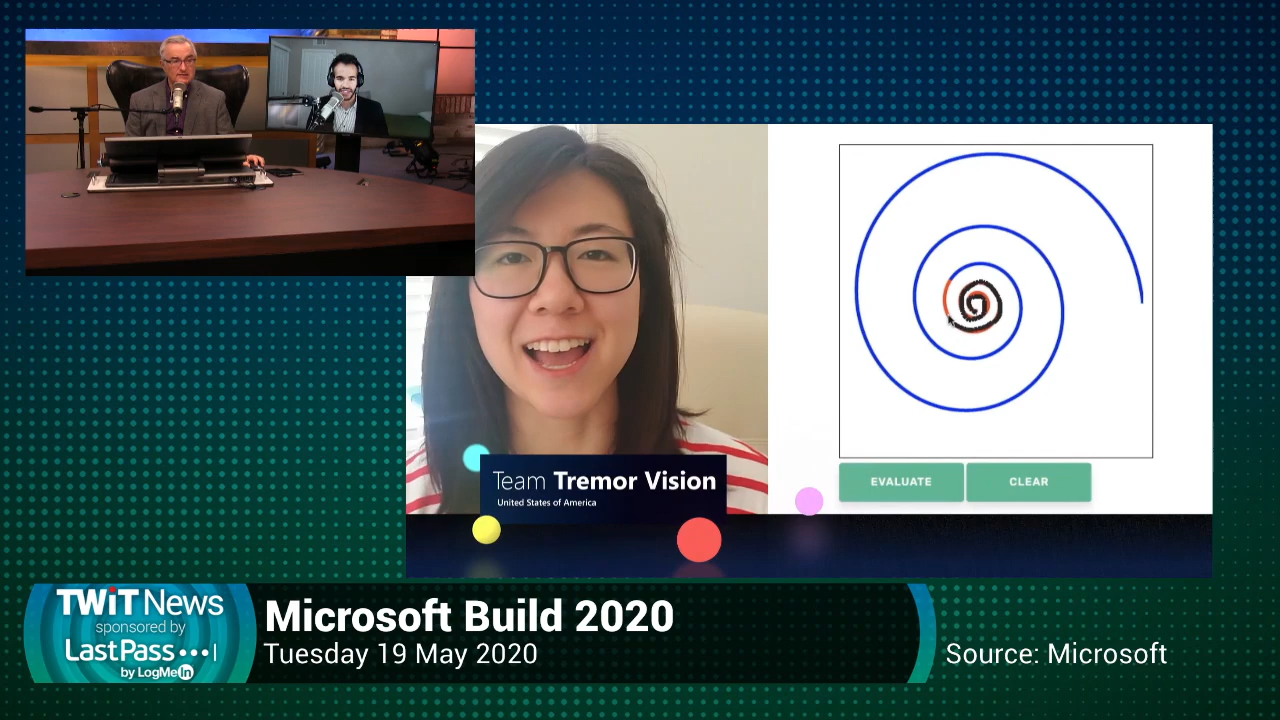 Team Tremor Vision
United States of America
EVALUATE CLEAR
TWiT News
sponsored by
LastPass •••|
by LogMeIn
Microsoft Build 2020
Tuesday 19 May 2020
Source: Microsoft